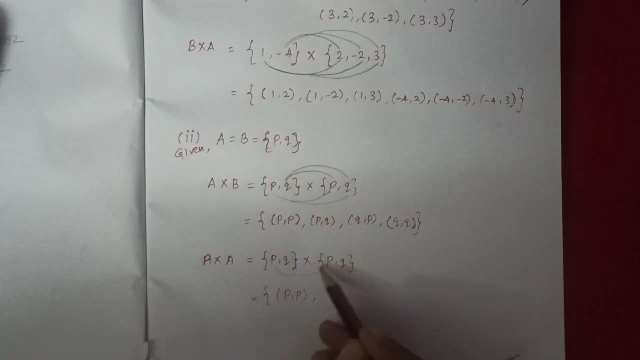 (3,2), (3,-2), (3,3)}
B×A = {1,-4} × {2,-2,3}
= {(1,2), (1,-2), (1,3), (-4,2), (-4,-2), (-4,3)}
(ii)
Given, A = B = {p,q}
A×B = {p,q} × {p,q}
= {(p,p), (p,q), (q,p), (q,q)}
A×A = {p,q} × {p,q}
= {(p,p),